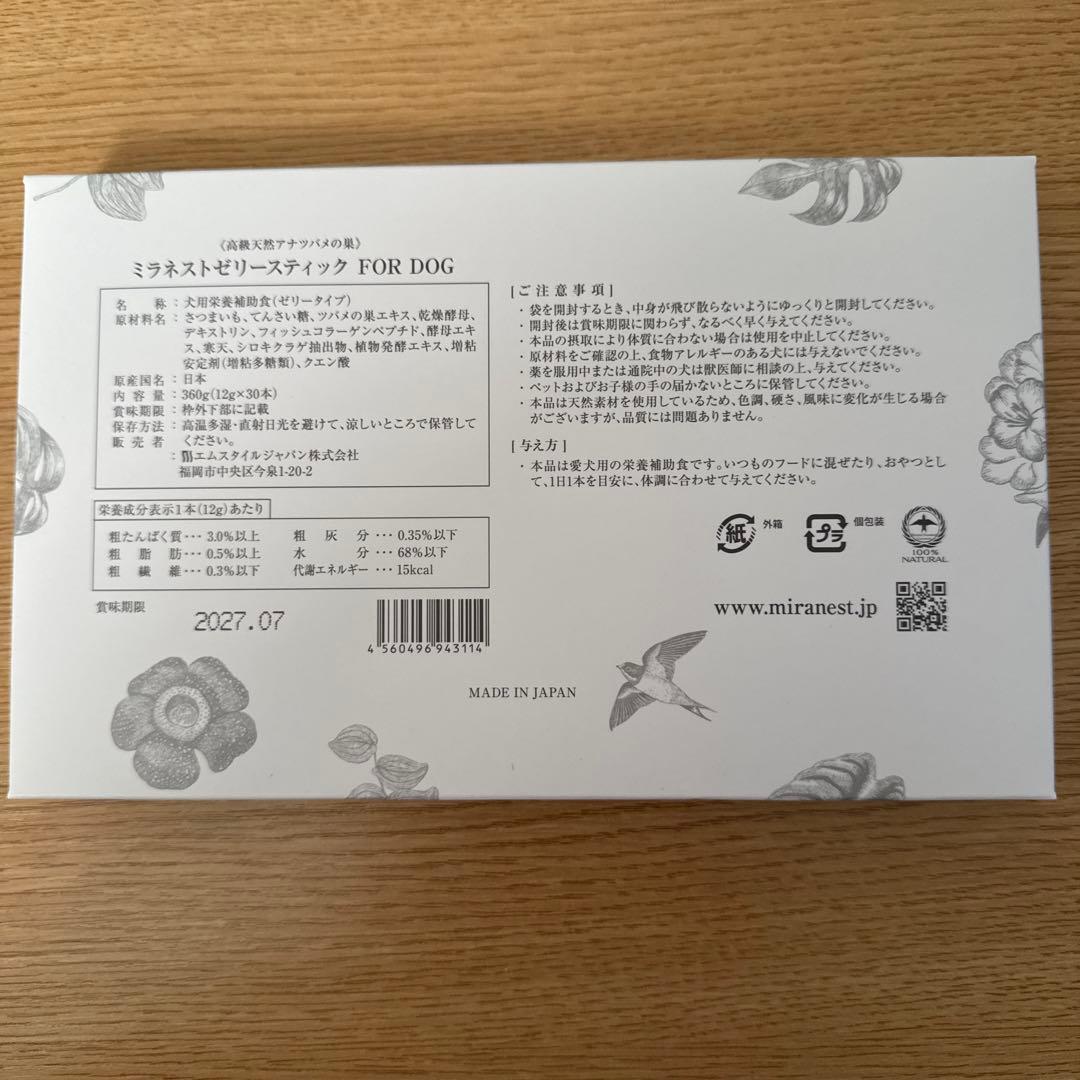 《高級天然アナツバメの巣》
ミラネストゼリースティック FOR DOG
名称：犬用栄養補助食(ゼリータイプ)
原材料名：さつまいも、てんさい糖、ツバメの巣エキス、乾燥酵母、
デキストリン、フィッシュコラーゲンペプチド、酵母エキ
ス、寒天、シロキクラゲ抽出物、植物発酵エキス、増粘
安定剤(増粘多糖類)、クエン酸
原産国名：日本
内容量：360g(12g×30本)
賞味期限：枠外下部に記載
保存方法：高温多湿・直射日光を避けて、涼しいところで保管して
ください。
販売者：エムスタイルジャパン株式会社
福岡市中央区今泉1-20-2
栄養成分表示1本(12g)あたり
粗たんぱく質･･･3.0%以上 粗灰分･･･0.35%以下
粗脂肪･･･0.5%以上 水分･･･68%以下
粗繊維･･･0.3%以下 代謝エネルギー･･･15kcal
賞味期限
2027.07
4560496943114
MADE IN JAPAN
[ご注意事項]
・袋を開封するとき、中身が飛び散らないようにゆっくりと開封してください。
・開封後は賞味期限に関わらず、なるべく早く与えてください。
・本品の摂取により体質に合わない場合は使用を中止してください。
・原材料をご確認の上、食物アレルギーのある犬には与えないでください。
・薬を服用中または通院中の犬は獣医師に相談の上、与えてください。
・ペットおよびお子様の手の届かないところに保管してください。
・本品は天然素材を使用しているため、色調、硬さ、風味に変化が生じる場合
がございますが、品質には問題ありません。
[与え方]
・本品は愛犬用の栄養補助食です。いつものフードに混ぜたり、おやつとし
て、1日1本を目安に、体調に合わせて与えてください。
紙 外箱 プラ 個包装
100%
NATURAL
www.miranest.jp